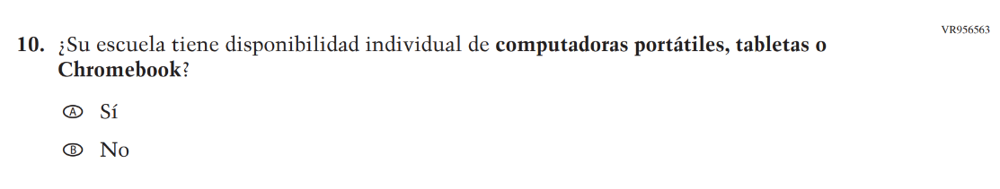 VR956563
10. ¿Su escuela tiene disponibilidad individual de computadoras portátiles, tabletas o
Chromebook?
A Sí
B No